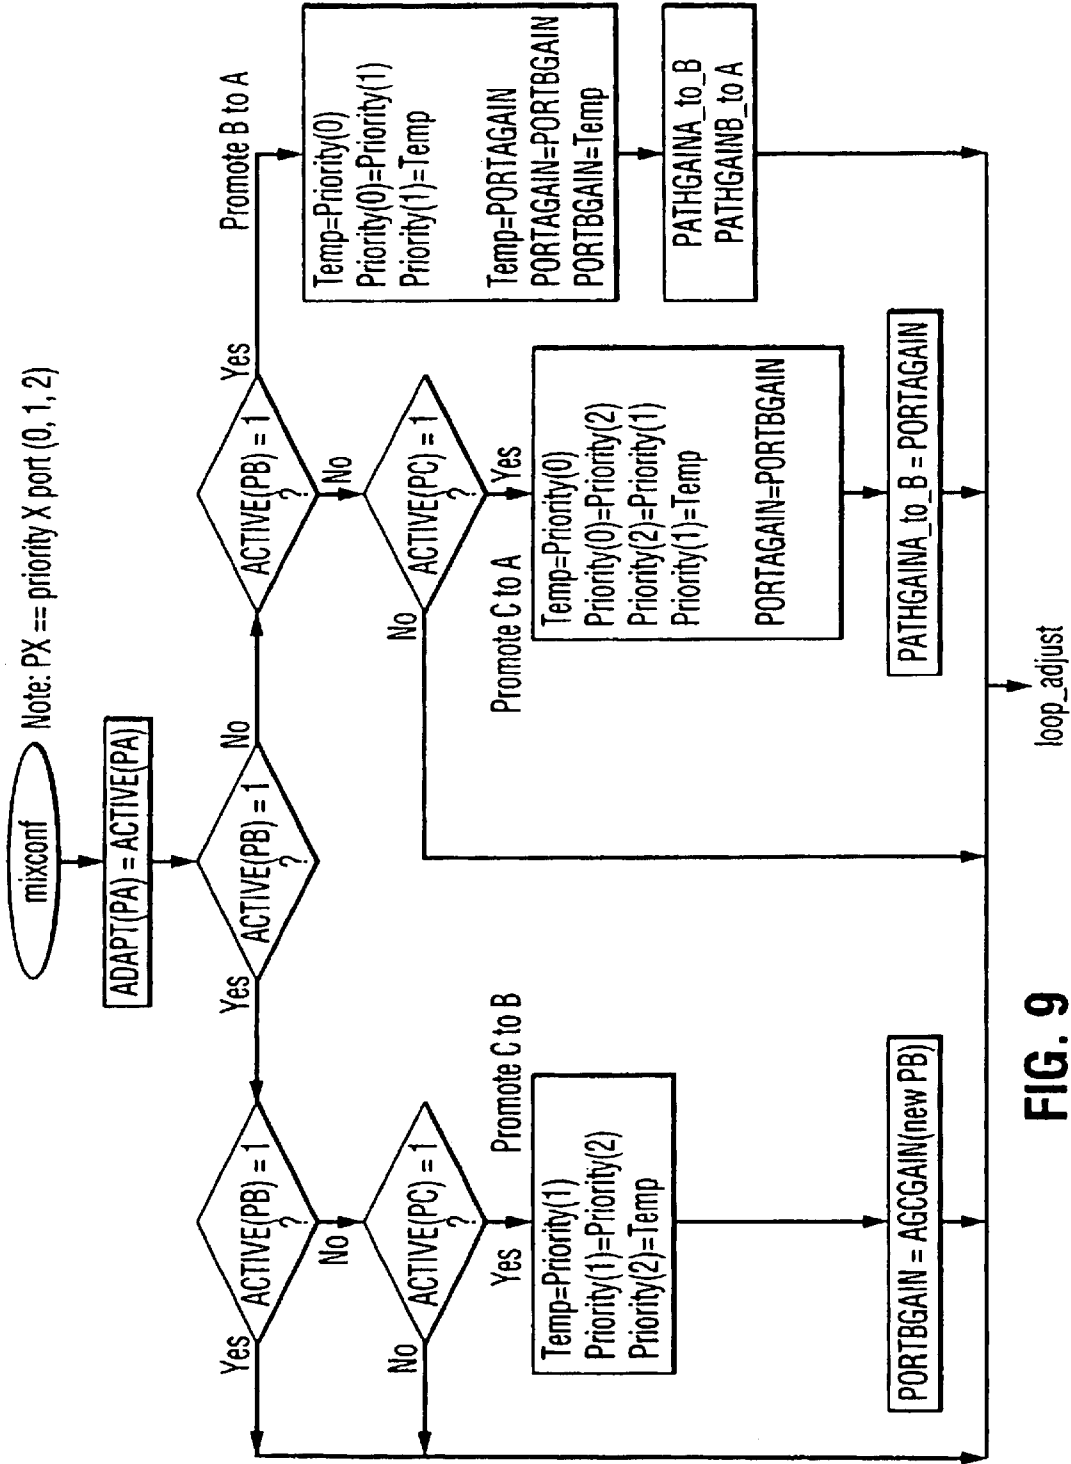 mixconf
Note: PX == priority X port (0, 1, 2)
ADAPT(PA) = ACTIVE(PA)
ACTIVE(PB) = 1
?
Yes
No
ACTIVE(PB) = 1
?
Yes
No
ACTIVE(PC) = 1
?
No
Yes
Promote C to B
Temp=Priority(1)
Priority(1)=Priority(2)
Priority(2)=Temp
PORTBGAIN = AGCGAIN(new PB)
ACTIVE(PB) = 1
?
Yes
No
ACTIVE(PC) = 1
?
No
Yes
Promote C to A
Temp=Priority(0)
Priority(0)=Priority(2)
Priority(2)=Priority(1)
Priority(1)=Temp
PORTAGAIN=PORTBGAIN
PATHGAINA_to_B = PORTAGAIN
Promote B to A
Temp=Priority(0)
Priority(0)=Priority(1)
Priority(1)=Temp
Temp=PORTAGAIN
PORTAGAIN=PORTBGAIN
PORTBGAIN=Temp
PATHGAINA_to_B
PATHGAINB_to A
loop_adjust
FIG. 9